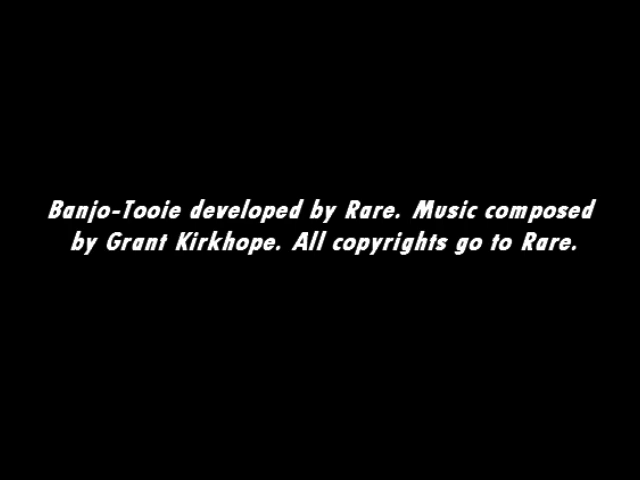 Banjo-Tooie developed by Rare. Music composed
by Grant Kirkhope. All copyrights go to Rare.